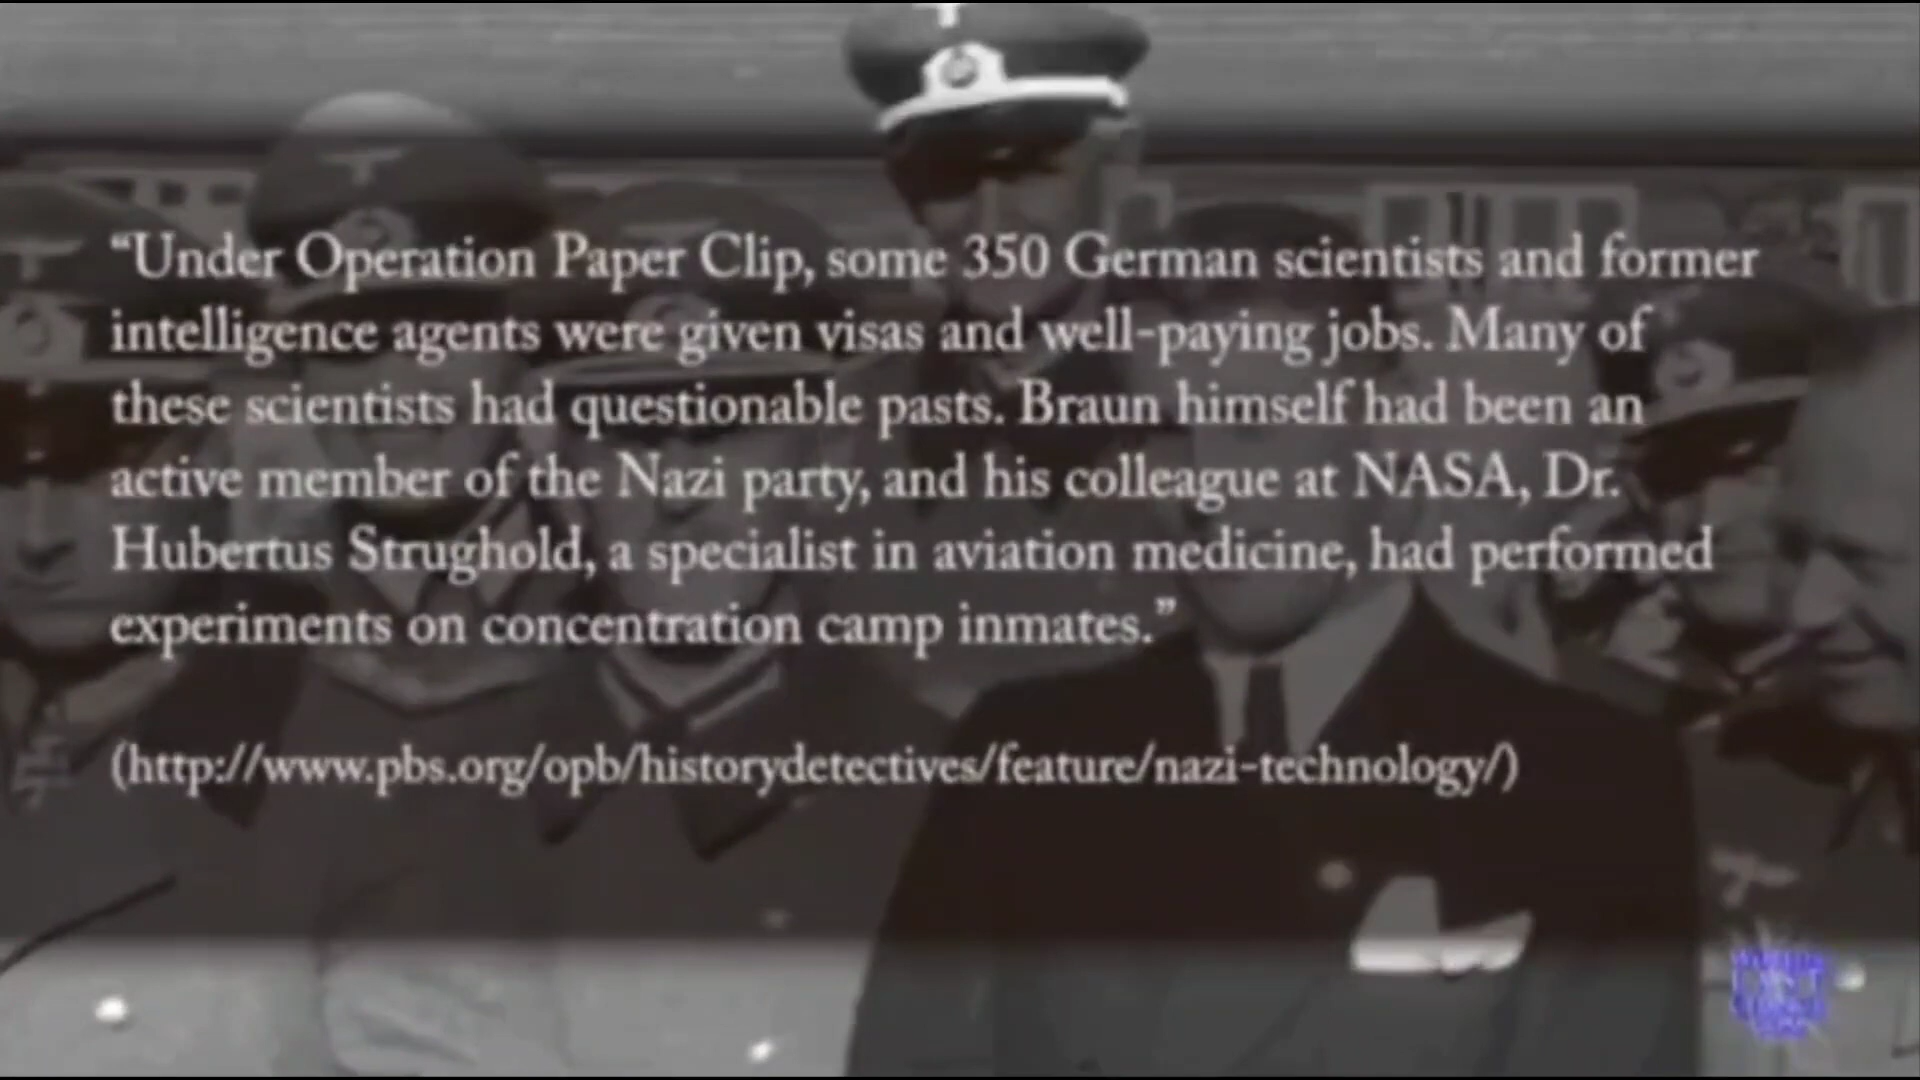 “Under Operation Paper Clip, some 350 German scientists and former
intelligence agents were given visas and well-paying jobs. Many of
these scientists had questionable pasts. Braun himself had been an
active member of the Nazi party, and his colleague at NASA, Dr.
Hubertus Strughold, a specialist in aviation medicine, had performed
experiments on concentration camp inmates.”
(http://www.pbs.org/opb/historydetectives/feature/nazi-technology/)